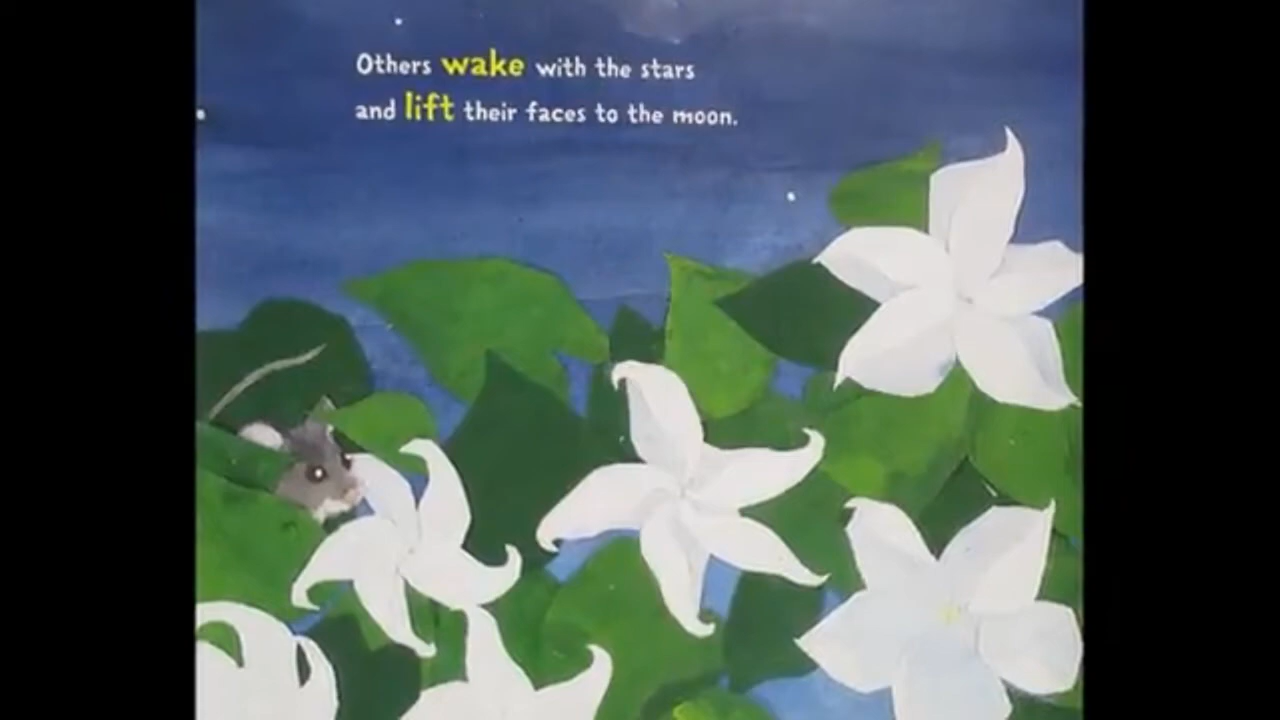 Others wake with the stars
and lift their faces to the moon.